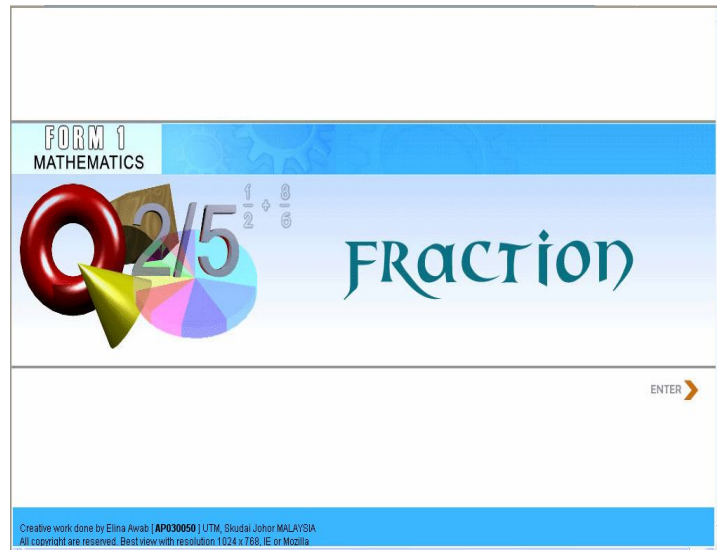 FORM 1
MATHEMATICS
2/5
1/2 + 8/6
FRACTION
ENTER
Creative work done by Elina Awab [ AP030050 ] UTM, Skudai Johor MALAYSIA
All copyright are reserved. Best view with resolution 1024 x 768, IE or Mozilla